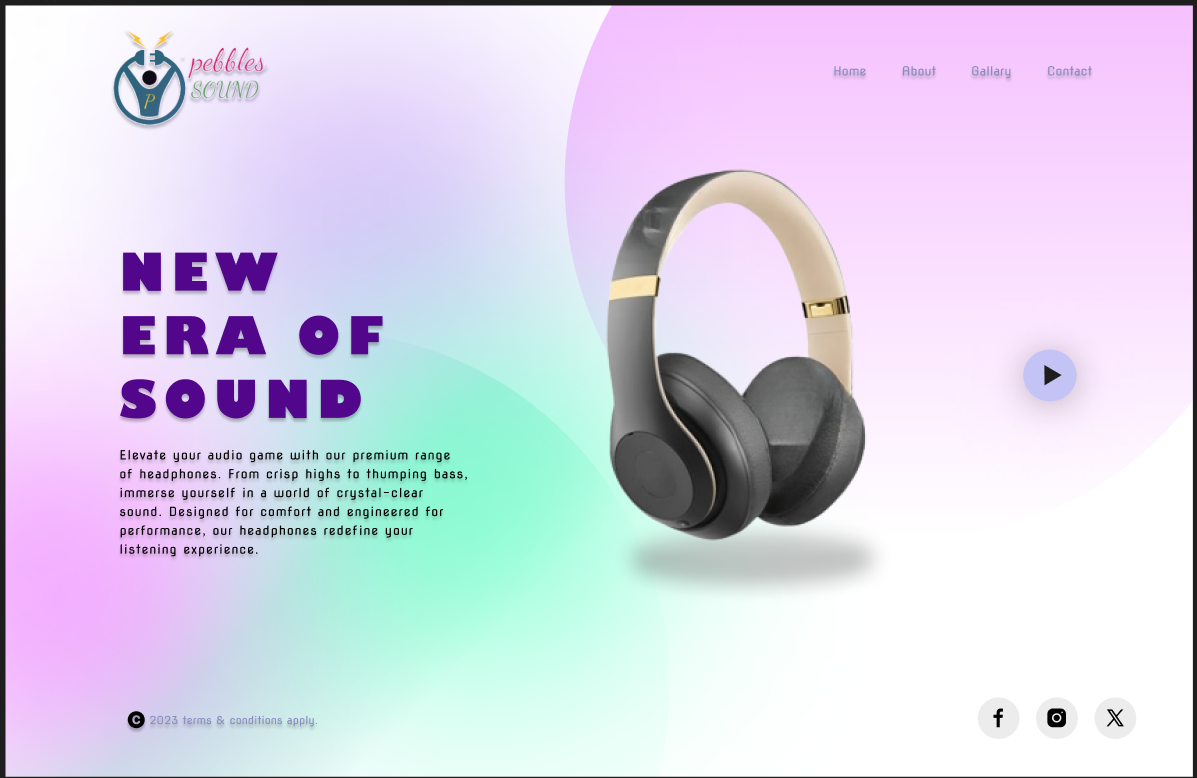 pebbles
SOUND
P
Home About Gallary Contact
NEW
ERA OF
SOUND
Elevate your audio game with our premium range
of headphones. From crisp highs to thumping bass,
immerse yourself in a world of crystal-clear
sound. Designed for comfort and engineered for
performance, our headphones redefine your
listening experience.
© 2023 terms & conditions apply.